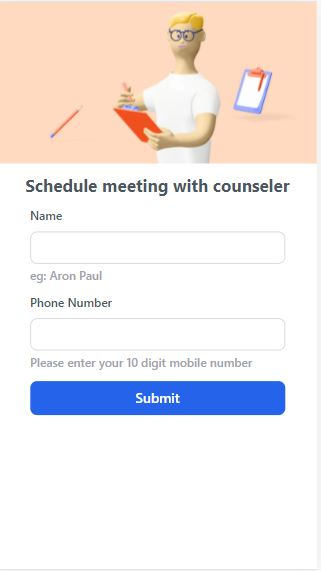 Schedule meeting with counseler
Name
eg: Aron Paul
Phone Number
Please enter your 10 digit mobile number
Submit